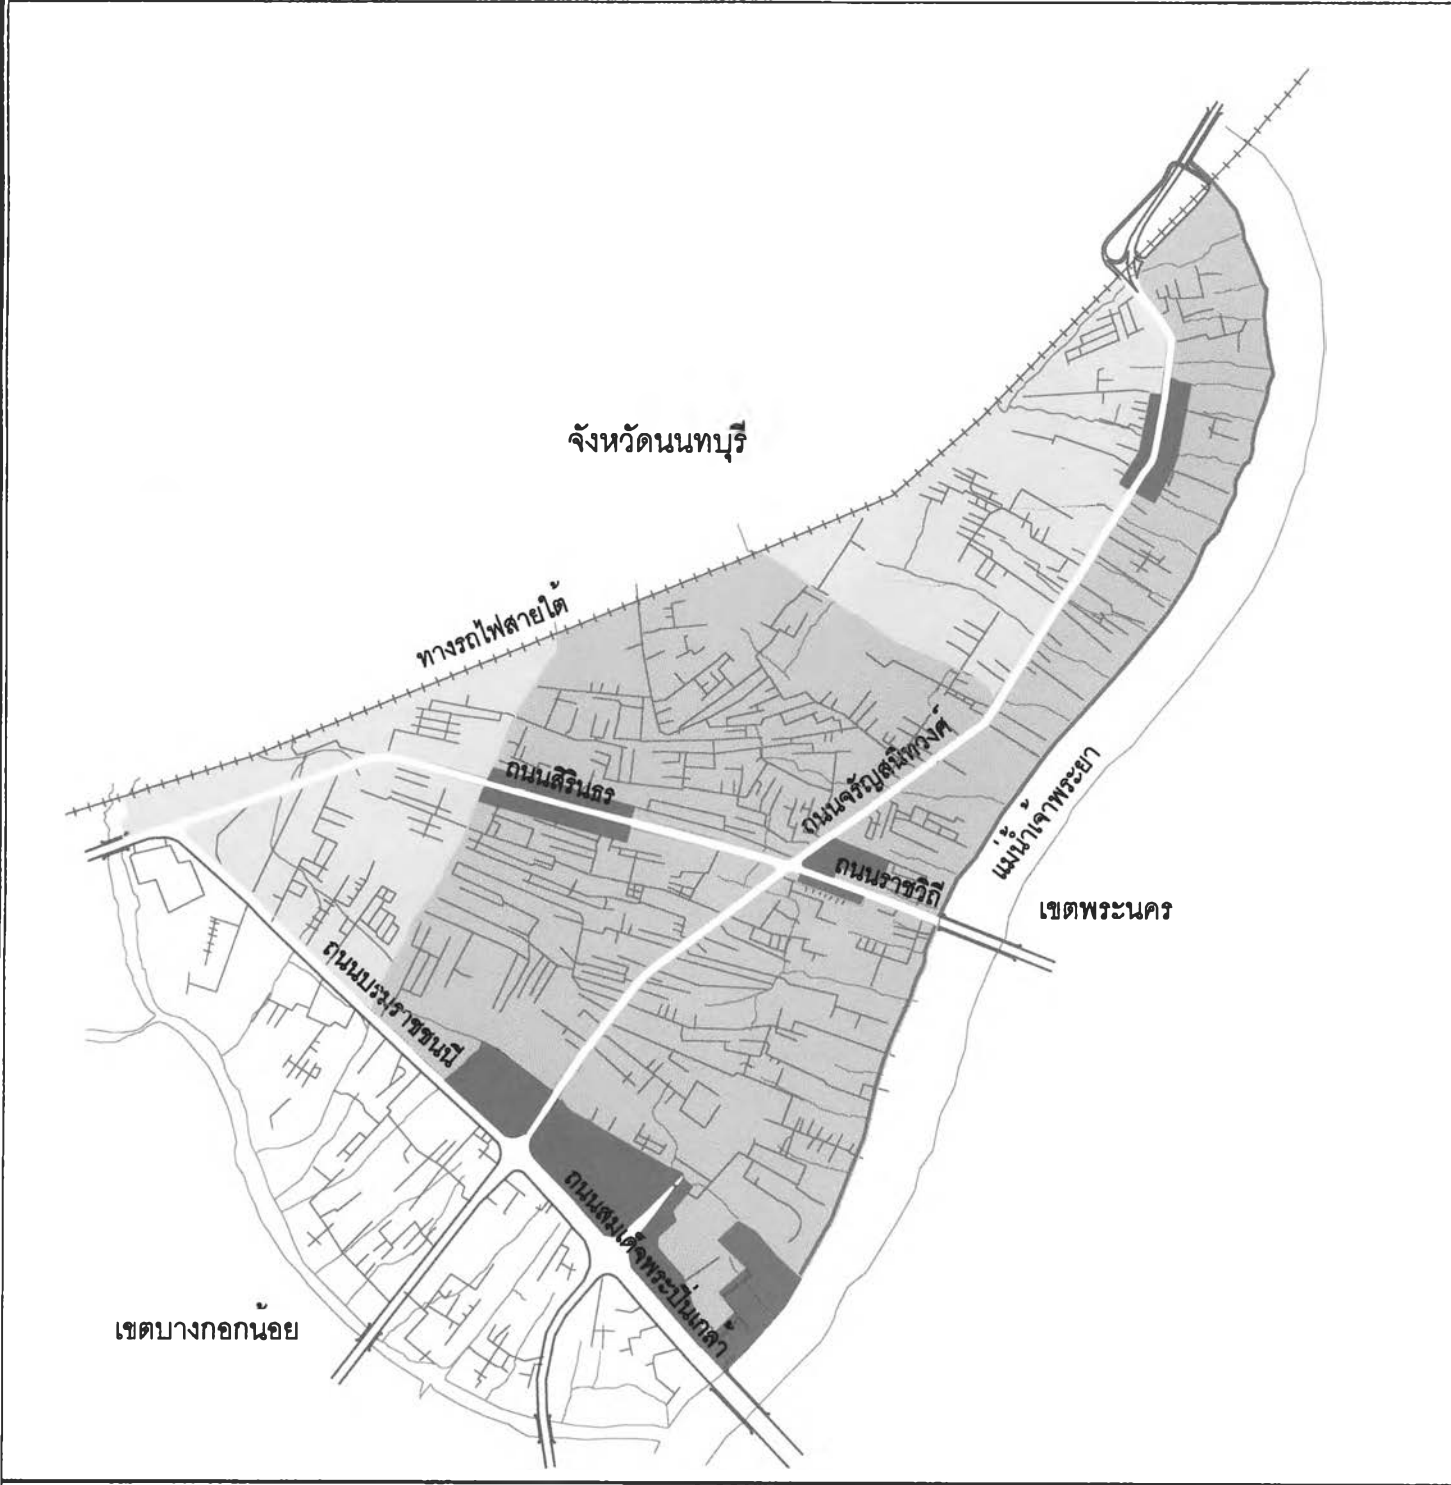 จังหวัดนนทบุรี
ทางรถไฟสายใต้
ถนนสิรินธร
ถนนจรัญสนิทวงศ์
แม่น้ำเจ้าพระยา
ถนนราชวิถี
เขตพระนคร
ถนนบรมราชชนนี
ถนนสมเด็จพระปิ่นเกล้า
เขตบางกอกน้อย